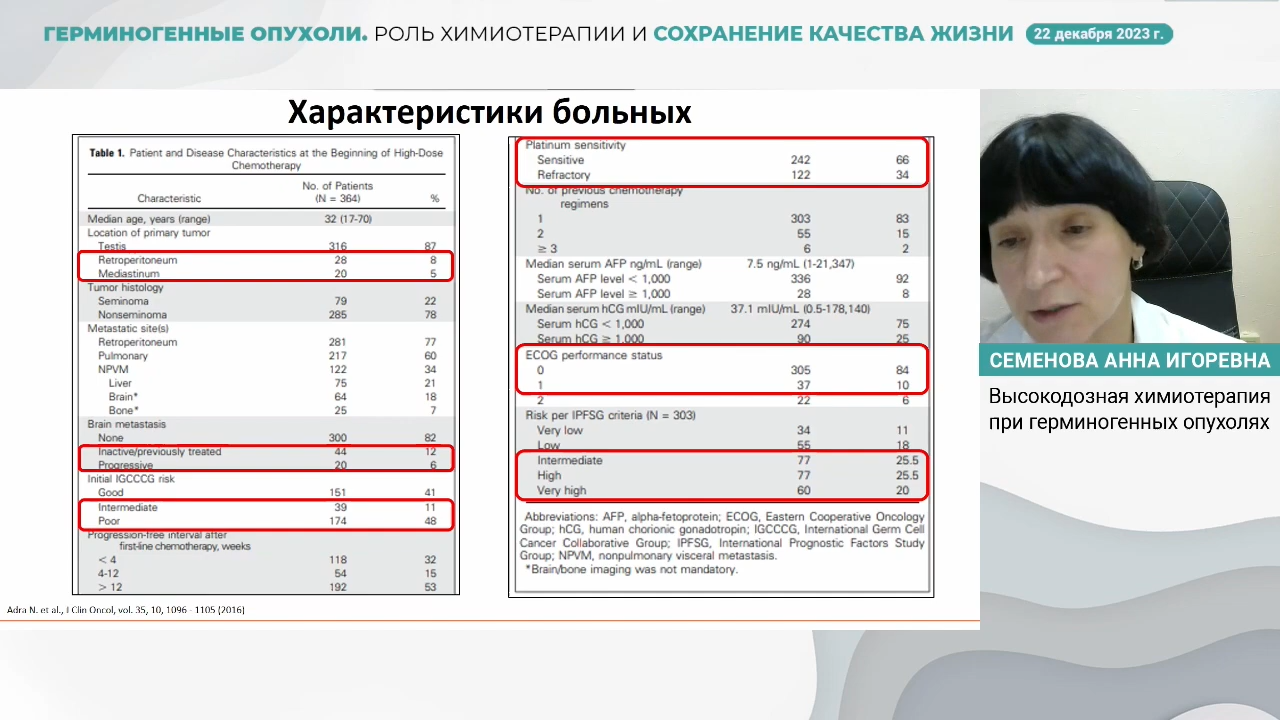 ГЕРМИНОГЕННЫЕ ОПУХОЛИ. РОЛЬ ХИМИОТЕРАПИИ И СОХРАНЕНИЕ КАЧЕСТВА ЖИЗНИ 22 декабря 2023 г.
Характеристики больных
Table 1. Patient and Disease Characteristics at the Beginning of High-Dose
Chemotherapy
Characteristic No. of Patients (N = 364) %
Median age, years (range) 32 (17-70)
Location of primary tumor
Testis 316 87
Retroperitoneum 28 8
Mediastinum 20 5
Tumor histology
Seminoma 79 22
Nonseminoma 285 78
Metastatic site(s)
Retroperitoneum 281 77
Pulmonary 217 60
NPVM 122 34
Liver 75 21
Brain* 64 18
Bone* 25 7
Brain metastasis
None 300 82
Inactive/previously treated 44 12
Progressive 20 6
Initial IGCCCG risk
Good 151 41
Intermediate 39 11
Poor 174 48
Progression-free interval after
first-line chemotherapy, weeks
< 4 118 32
4-12 54 15
> 12 192 53
Platinum sensitivity
Sensitive 242 66
Refractory 122 34
No. of previous chemotherapy
regimens
1 303 83
2 55 15
≥ 3 6 2
Median serum AFP ng/mL (range) 7.5 ng/mL (1-21,347)
Serum AFP level < 1,000 336 92
Serum AFP level ≥ 1,000 28 8
Median serum hCG mIU/mL (range) 37.1 mIU/mL (0.5-178,140)
Serum hCG < 1,000 274 75
Serum hCG ≥ 1,000 90 25
ECOG performance status
0 305 84
1 37 10
2 22 6
Risk per IPFSG criteria (N = 303)
Very low 34 11
Low 55 18
Intermediate 77 25.5
High 77 25.5
Very high 60 20
Abbreviations: AFP, alpha-fetoprotein; ECOG, Eastern Cooperative Oncology
Group; hCG, human chorionic gonadotropin; IGCCCG, International Germ Cell
Cancer Collaborative Group; IPFSG, International Prognostic Factors Study
Group; NPVM, nonpulmonary visceral metastasis.
*Brain/bone imaging was not mandatory.
Adra N. et al., J Clin Oncol, vol. 35, 10, 1096 - 1105 (2016)
СЕМЕНОВА АННА ИГОРЕВНА
Высокодозная химиотерапия
при герминогенных опухолях